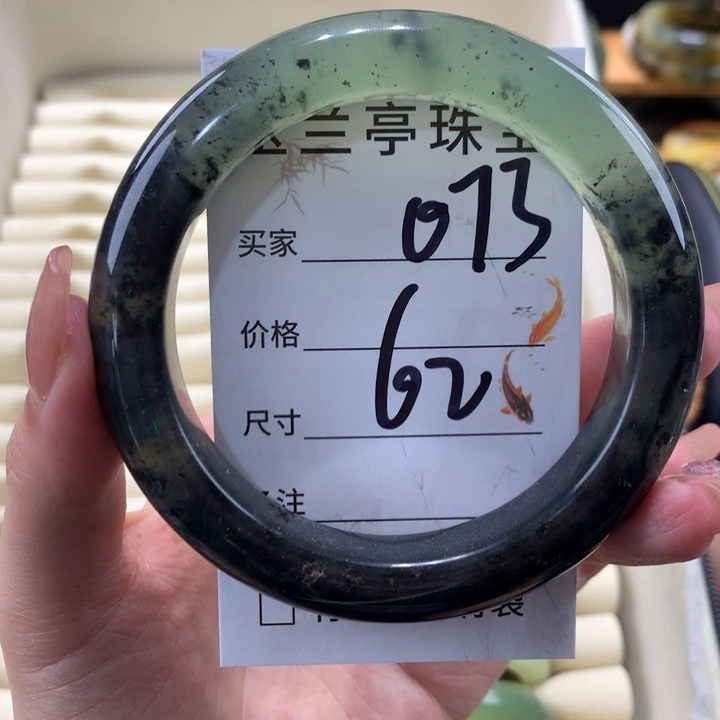 兰亭珠宝
买家 073
价格
尺寸 62
注